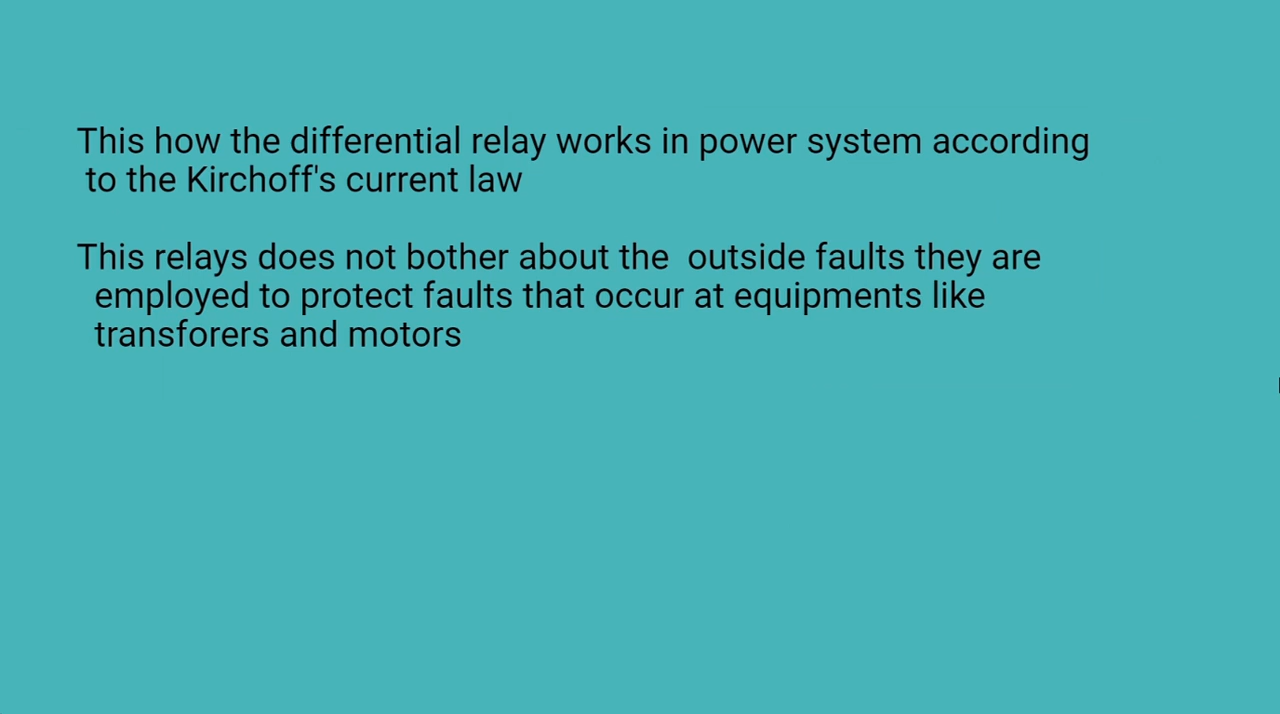 This how the differential relay works in power system according
to the Kirchoff's current law
This relays does not bother about the  outside faults they are
employed to protect faults that occur at equipments like
transforers and motors